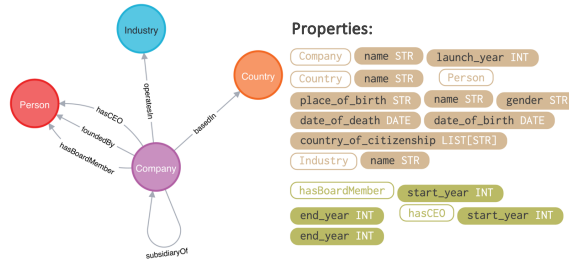 Industry
Person
Country
Company
hasCEO
foundedBy
hasBoardMember
operatesIn
basedIn
subsidiaryOf
Properties:
Company name STR launch_year INT
Country name STR Person
place_of_birth STR name STR gender STR
date_of_death DATE date_of_birth DATE
country_of_citizenship LIST[STR]
Industry name STR
hasBoardMember start_year INT
end_year INT hasCEO start_year INT
end_year INT